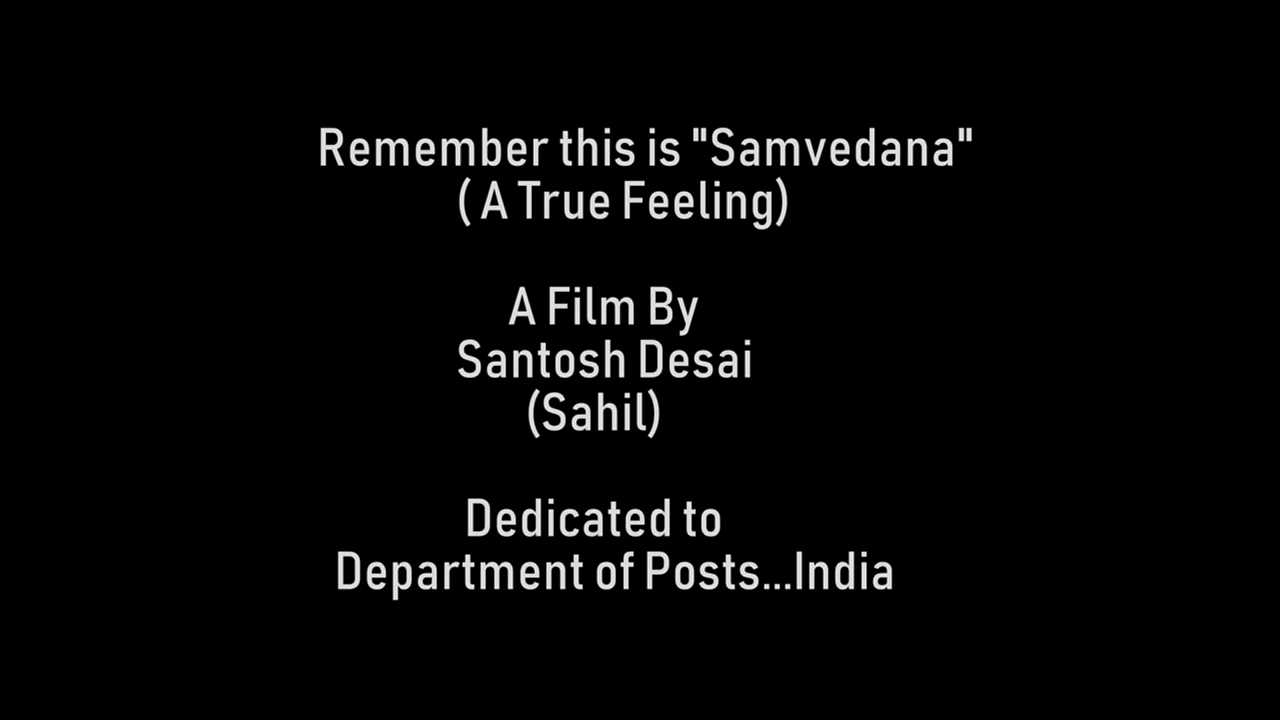 Remember this is "Samvedana"
( A True Feeling)
A Film By
Santosh Desai
(Sahil)
Dedicated to
Department of Posts...India